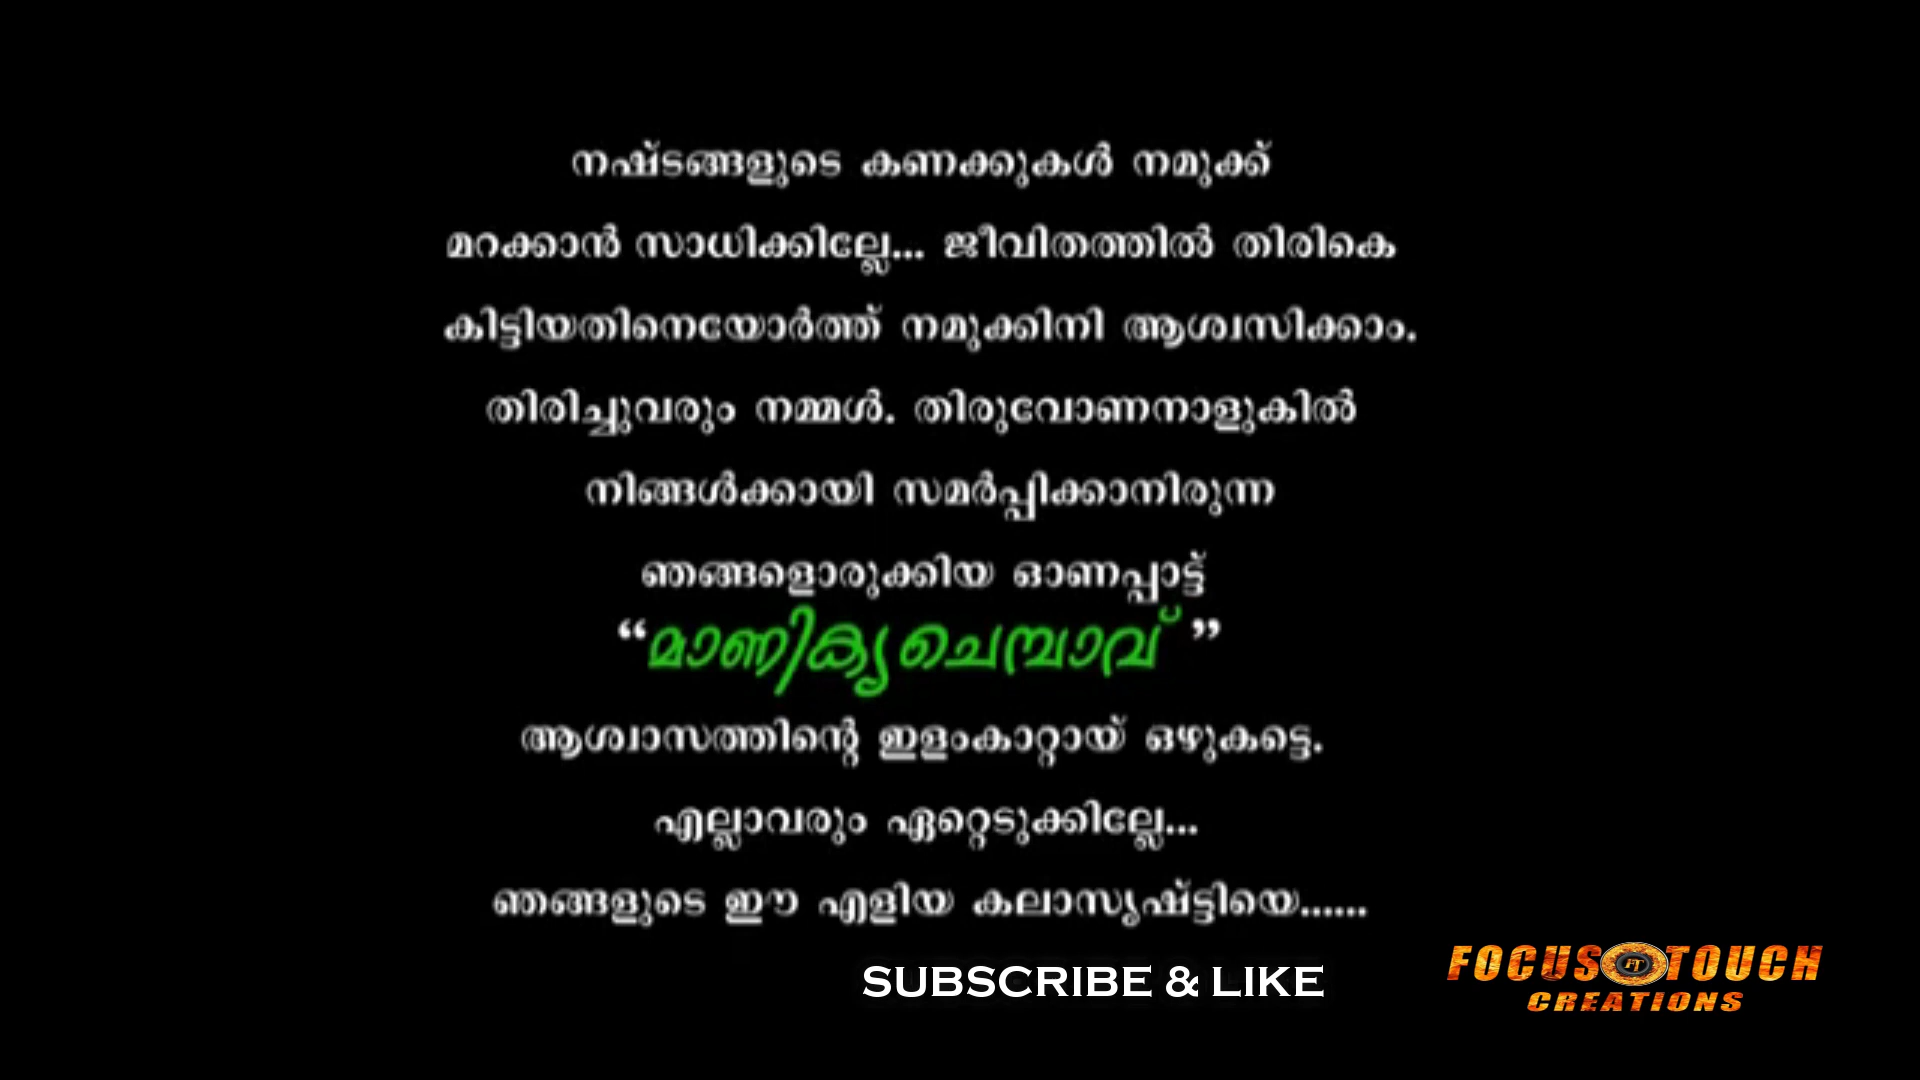 നഷ്ടങ്ങളുടെ കണക്കുകൾ നമുക്ക്
മറക്കാൻ സാധിക്കില്ലേ... ജീവിതത്തിൽ തിരികെ
കിട്ടിയതിനെയോർത്ത് നമുക്കിനി ആശ്വസിക്കാം.
തിരിച്ചുവരും നമ്മൾ. തിരുവോണനാളുകിൽ
നിങ്ങൾക്കായി സമർപ്പിക്കാനിരുന്ന
ഞങ്ങളൊരുക്കിയ ഓണപ്പാട്ട്
“മാണിക്യ ചെമ്പാവ് ”
ആശ്വാസത്തിന്റെ ഇളംകാറ്റായ് ഒഴുകട്ടെ.
എല്ലാവരും ഏറ്റെടുക്കില്ലേ...
ഞങ്ങളുടെ ഈ എളിയ കലാസൃഷ്ട്ടിയെ......
SUBSCRIBE & LIKE
FOCUS FT TOUCH
CREATIONS